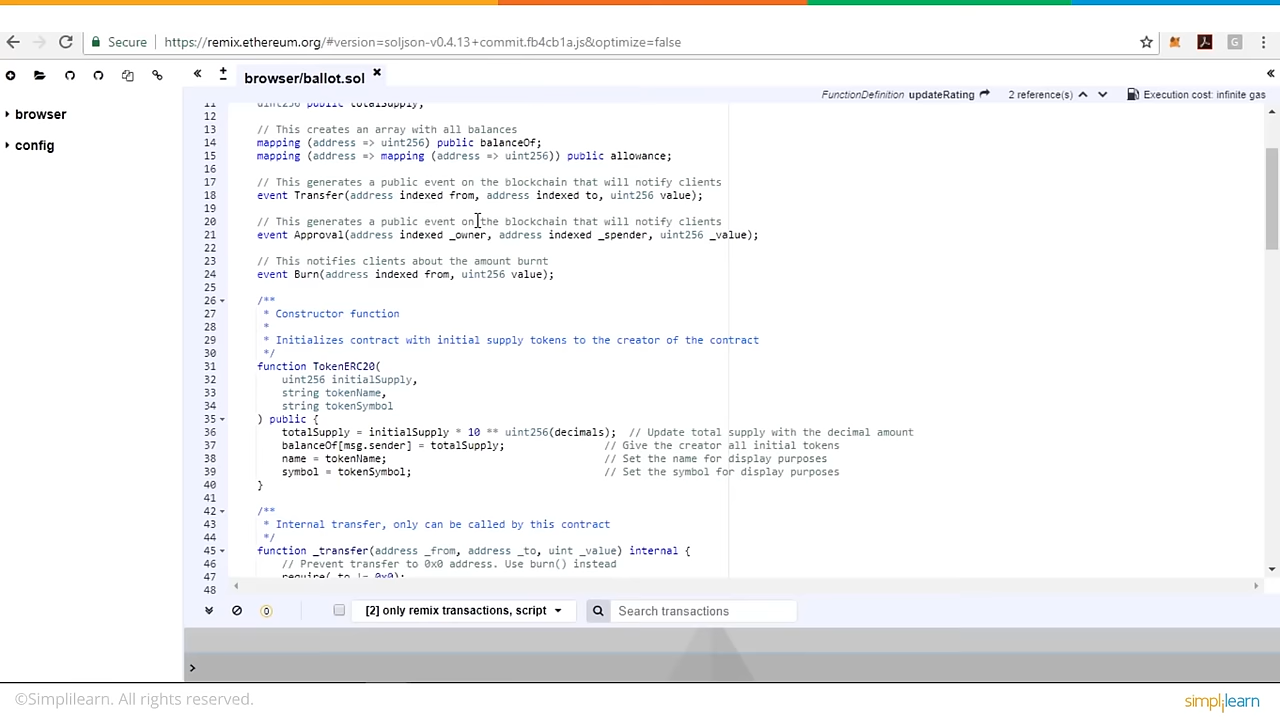 Secure
https://remix.ethereum.org/#version=soljson-v0.4.13+commit.fb4cb1a.js&optimize=false
browser/ballot.sol
FunctionDefinition updateRating 2 reference(s) Execution cost: infinite gas
browser
config
11 uint256 public totalSupply;
12
13 // This creates an array with all balances
14 mapping (address => uint256) public balanceOf;
15 mapping (address => mapping (address => uint256)) public allowance;
16
17 // This generates a public event on the blockchain that will notify clients
18 event Transfer(address indexed from, address indexed to, uint256 value);
19
20 // This generates a public event on the blockchain that will notify clients
21 event Approval(address indexed _owner, address indexed _spender, uint256 _value);
22
23 // This notifies clients about the amount burnt
24 event Burn(address indexed from, uint256 value);
25
26 /**
27 * Constructor function
28 *
29 * Initializes contract with initial supply tokens to the creator of the contract
30 */
31 function TokenERC20(
32 uint256 initialSupply,
33 string tokenName,
34 string tokenSymbol
35 ) public {
36 totalSupply = initialSupply * 10 ** uint256(decimals); // Update total supply with the decimal amount
37 balanceOf[msg.sender] = totalSupply; // Give the creator all initial tokens
38 name = tokenName; // Set the name for display purposes
39 symbol = tokenSymbol; // Set the symbol for display purposes
40 }
41
42 /**
43 * Internal transfer, only can be called by this contract
44 */
45 function _transfer(address _from, address _to, uint _value) internal {
46 // Prevent transfer to 0x0 address. Use burn() instead
47 require(_to != 0x0);
48
0
[2] only remix transactions, script
Search transactions
>
©Simplilearn. All rights reserved.
simplilearn